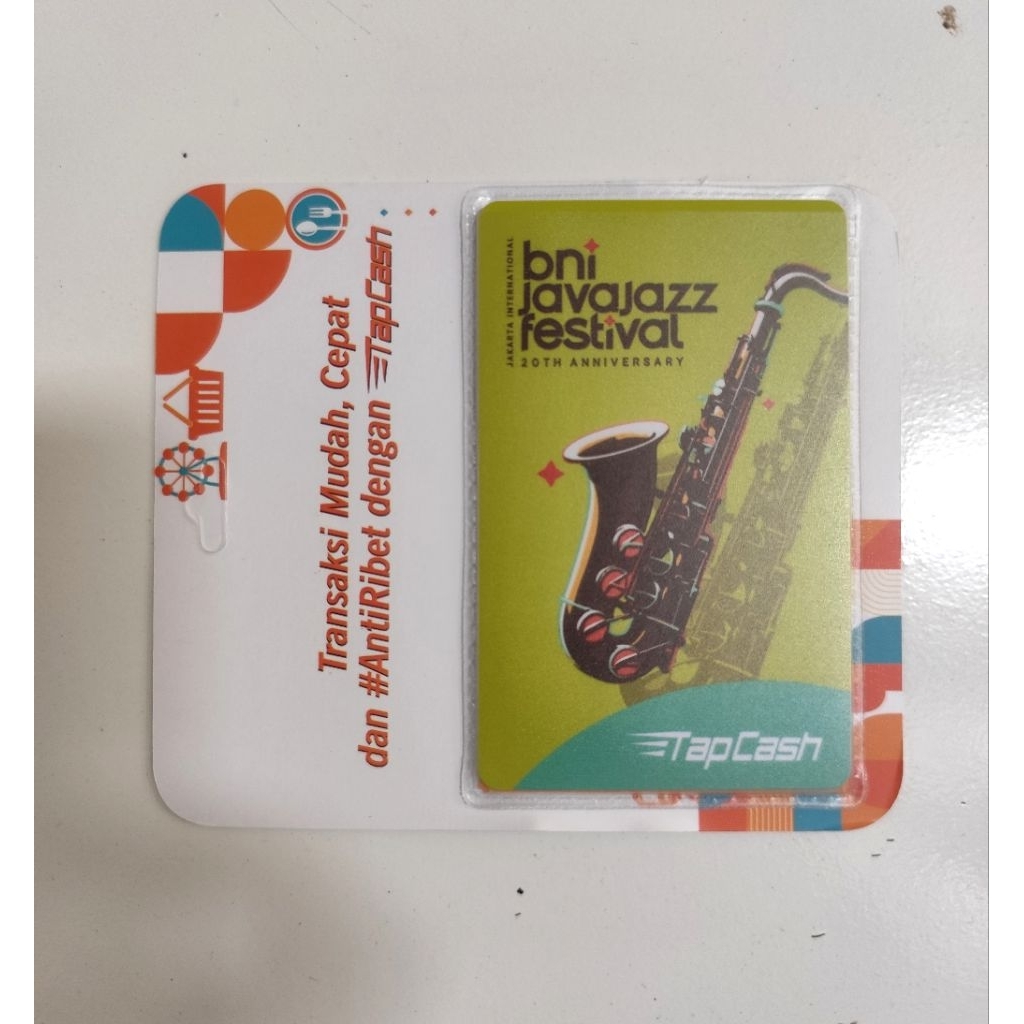 Transaksi Mudah, Cepat
dan #AntiRibet dengan TapCash
JAKARTA INTERNATIONAL
bni
javajazz
festival
20TH ANNIVERSARY
TapCash